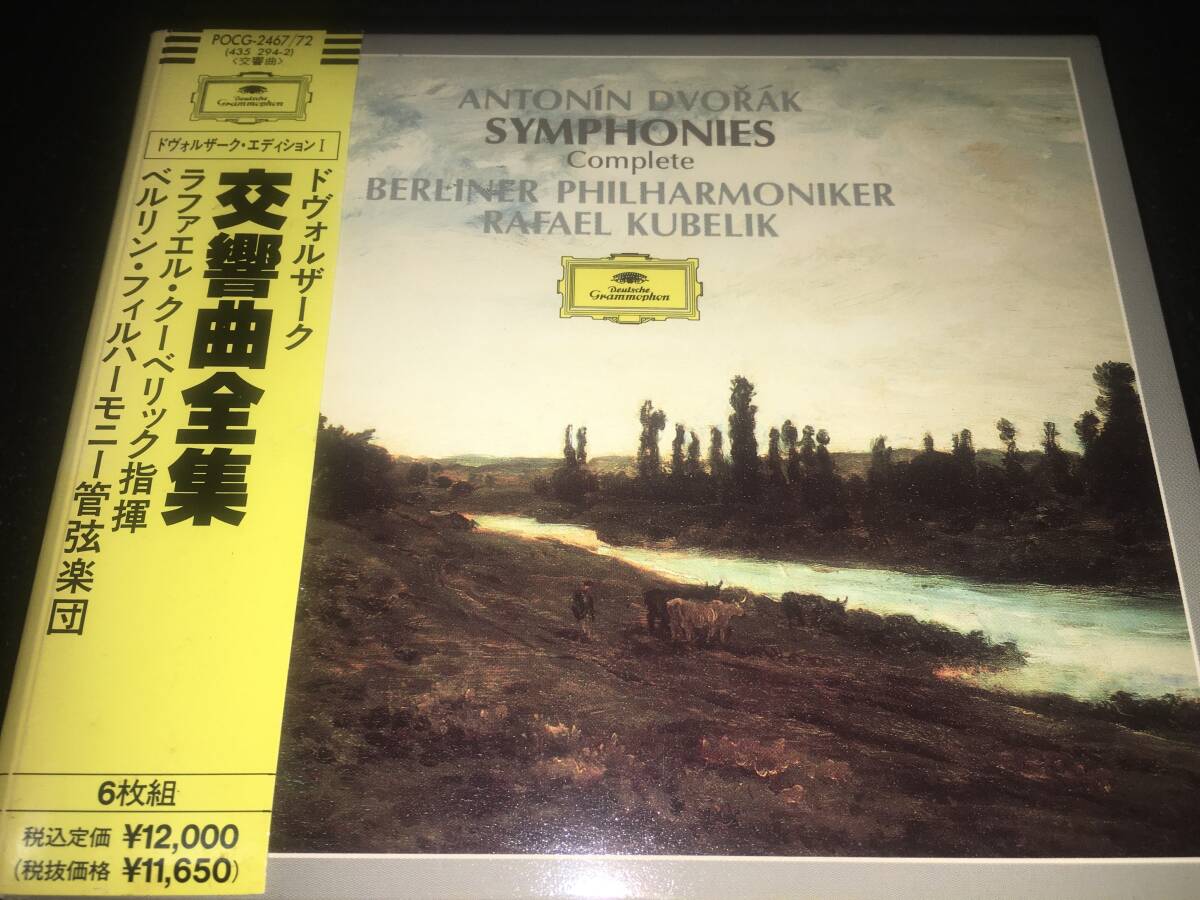 POCG-2467/72
(435 294-2)
〈交響曲〉
Deutsche
Grammophon
ドヴォルザーク・エディションI
ドヴォルザーク
交響曲全集
ラファエル・クーベリック指揮
ベルリン・フィルハーモニー管弦楽団
6枚組
税込定価 ¥12,000
(税抜価格 ¥11,650)
ANTONÍN DVOŘÁK
SYMPHONIES
Complete
BERLINER PHILHARMONIKER
RAFAEL KUBELIK
Deutsche
Grammophon